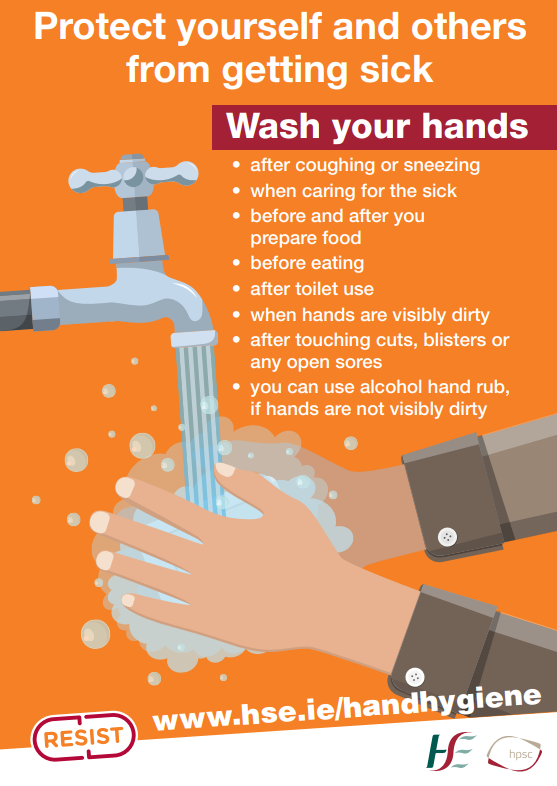 Protect yourself and others
from getting sick
Wash your hands
• after coughing or sneezing
• when caring for the sick
• before and after you
prepare food
• before eating
• after toilet use
• when hands are visibly dirty
• after touching cuts, blisters or
any open sores
• you can use alcohol hand rub,
if hands are not visibly dirty
www.hse.ie/handhygiene
RESIST
HSE
hpsc